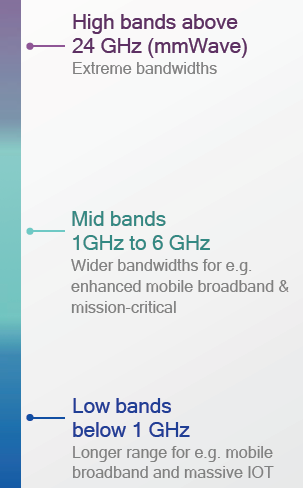 High bands above
24 GHz (mmWave)
Extreme bandwidths
Mid bands
1GHz to 6 GHz
Wider bandwidths for e.g.
enhanced mobile broadband &
mission-critical
Low bands
below 1 GHz
Longer range for e.g. mobile
broadband and massive IOT